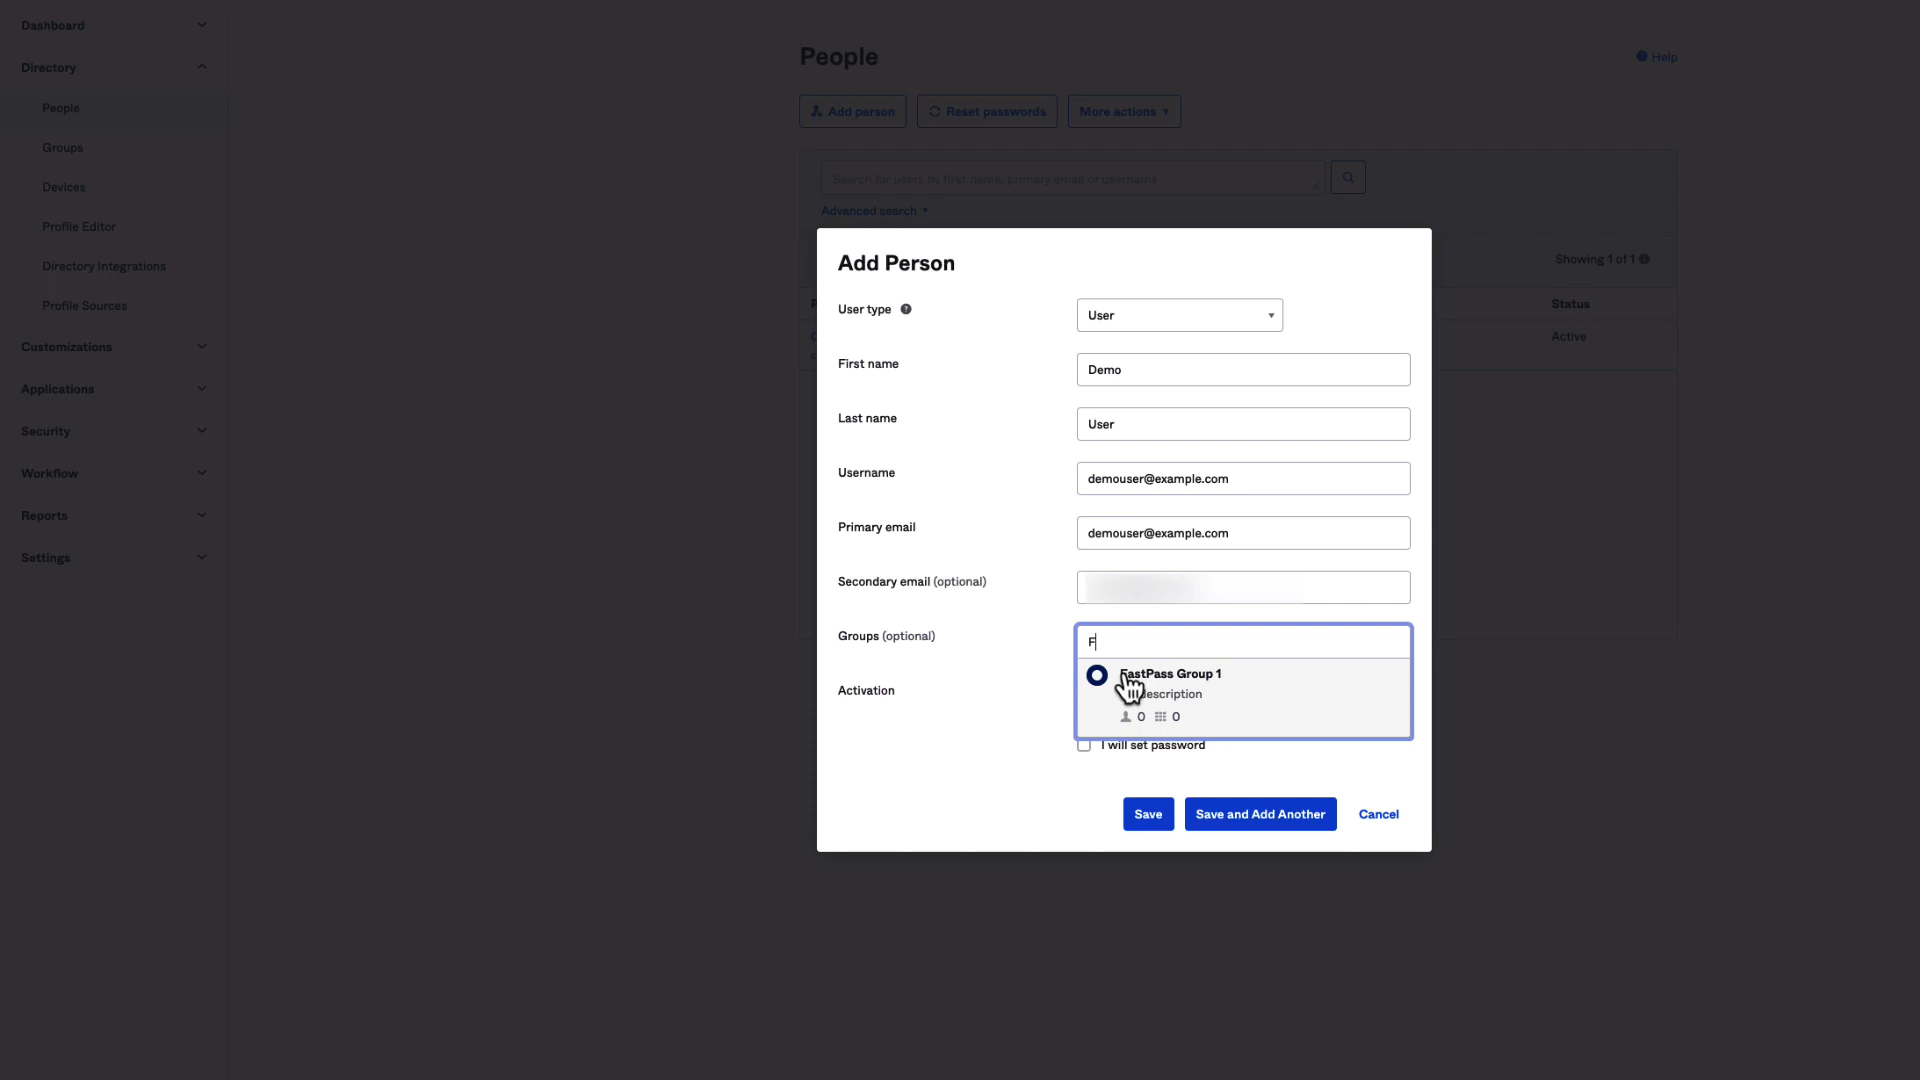 Dashboard
Directory
People
Groups
Devices
Profile Editor
Directory Integrations
Profile Sources
Customizations
Applications
Security
Workflow
Reports
Settings
People
Help
Add person
Reset passwords
More actions
Search for users by first name, primary email or username
Advanced search
Showing 1 of 1
Status
Active
Add Person
User type
User
First name
Demo
Last name
User
Username
demouser@example.com
Primary email
demouser@example.com
Secondary email (optional)
Groups (optional)
F
FastPass Group 1
description
0 0
Activation
I will set password
Save
Save and Add Another
Cancel